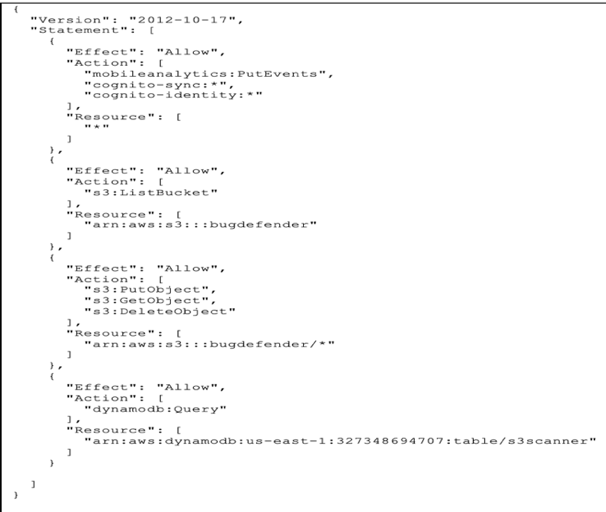 {
"Version": "2012-10-17",
"Statement": [
{
"Effect": "Allow",
"Action": [
"mobileanalytics:PutEvents",
"cognito-sync:*",
"cognito-identity:*"
],
"Resource": [
"*"
]
},
{
"Effect": "Allow",
"Action": [
"s3:ListBucket"
],
"Resource": [
"arn:aws:s3:::bugdefender"
]
},
{
"Effect": "Allow",
"Action": [
"s3:PutObject",
"s3:GetObject",
"s3:DeleteObject"
],
"Resource": [
"arn:aws:s3:::bugdefender/*"
]
},
{
"Effect": "Allow",
"Action": [
"dynamodb:Query"
],
"Resource": [
"arn:aws:dynamodb:us-east-1:327348694707:table/s3scanner"
]
}
]
}